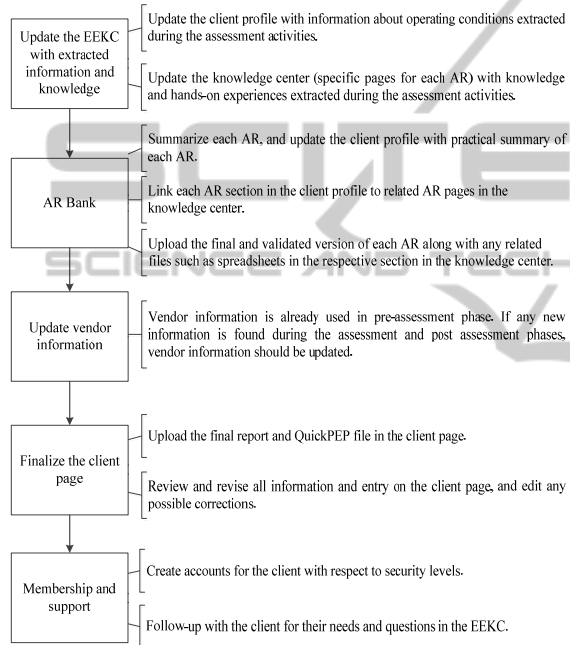 Update the EEKC
with extracted
information and
knowledge
Update the client profile with information about operating conditions extracted
during the assessment activities.
Update the knowledge center (specific pages for each AR) with knowledge
and hands-on experiences extracted during the assessment activities.
AR Bank
Summarize each AR, and update the client profile with practical summary of
each AR.
Link each AR section in the client profile to related AR pages in the
knowledge center.
Upload the final and validated version of each AR along with any related
files such as spreadsheets in the respective section in the knowledge center.
Update vendor
information
Vendor information is already used in pre-assessment phase. If any new
information is found during the assessment and post assessment phases,
vendor information should be updated.
Finalize the client
page
Upload the final report and QuickPEP file in the client page.
Review and revise all information and entry on the client page, and edit any
possible corrections.
Membership and
support
Create accounts for the client with respect to security levels.
Follow-up with the client for their needs and questions in the EEKC.
SCITE
SCIENCE AND TECH